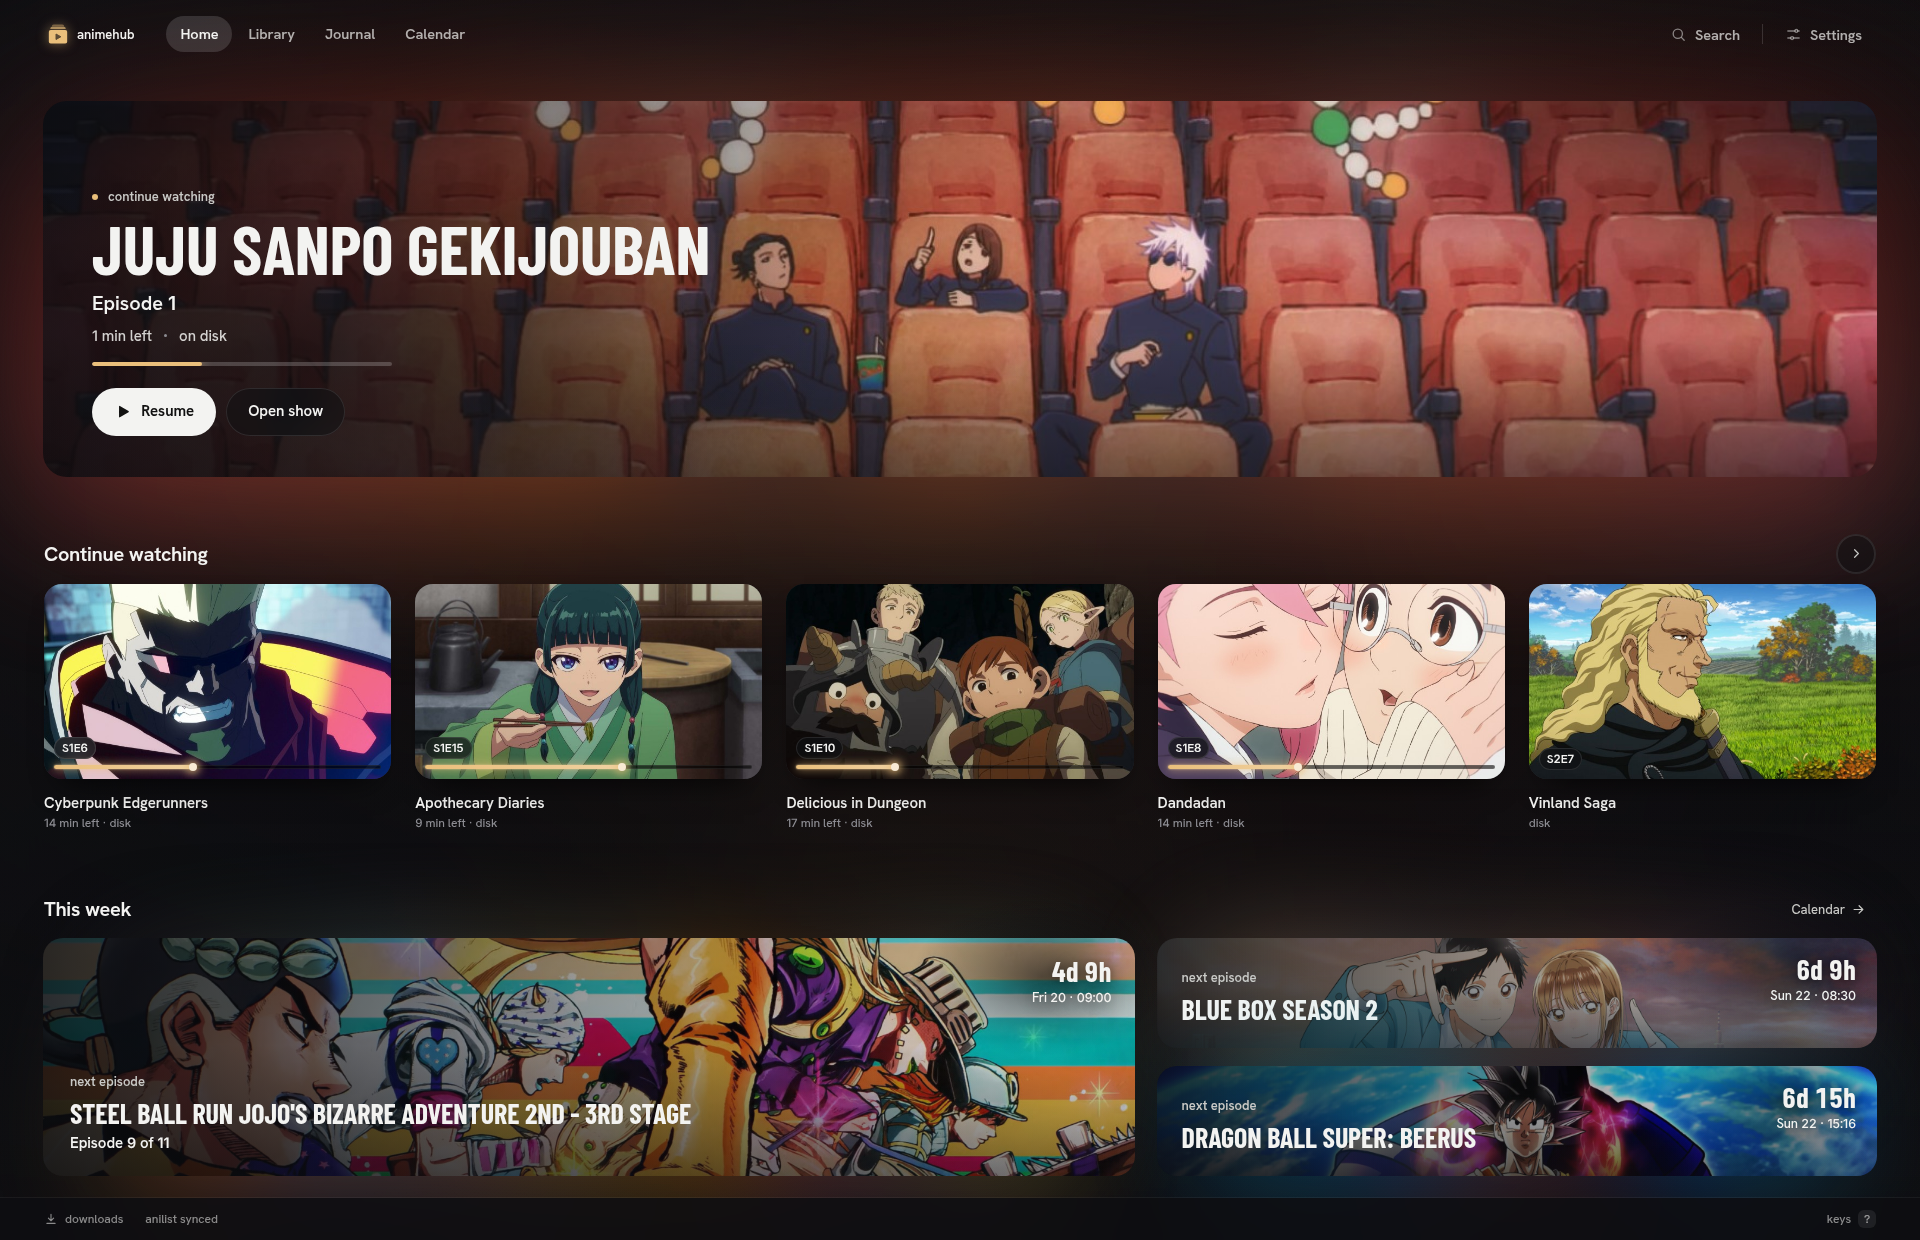 animehub
Home
Library
Journal
Calendar
Search
Settings
continue watching
JUJU SANPO GEKIJOUBAN
Episode 1
1 min left · on disk
Resume
Open show
Continue watching
S1E6
S1E15
S1E10
S1E8
S2E7
Cyberpunk Edgerunners
14 min left · disk
Apothecary Diaries
9 min left · disk
Delicious in Dungeon
17 min left · disk
Dandadan
14 min left · disk
Vinland Saga
disk
This week
Calendar →
4d 9h
Fri 20 · 09:00
next episode
STEEL BALL RUN JOJO'S BIZARRE ADVENTURE 2ND - 3RD STAGE
Episode 9 of 11
next episode
BLUE BOX SEASON 2
6d 9h
Sun 22 · 08:30
next episode
DRAGON BALL SUPER: BEERUS
6d 15h
Sun 22 · 15:16
downloads
anilist synced
keys ?